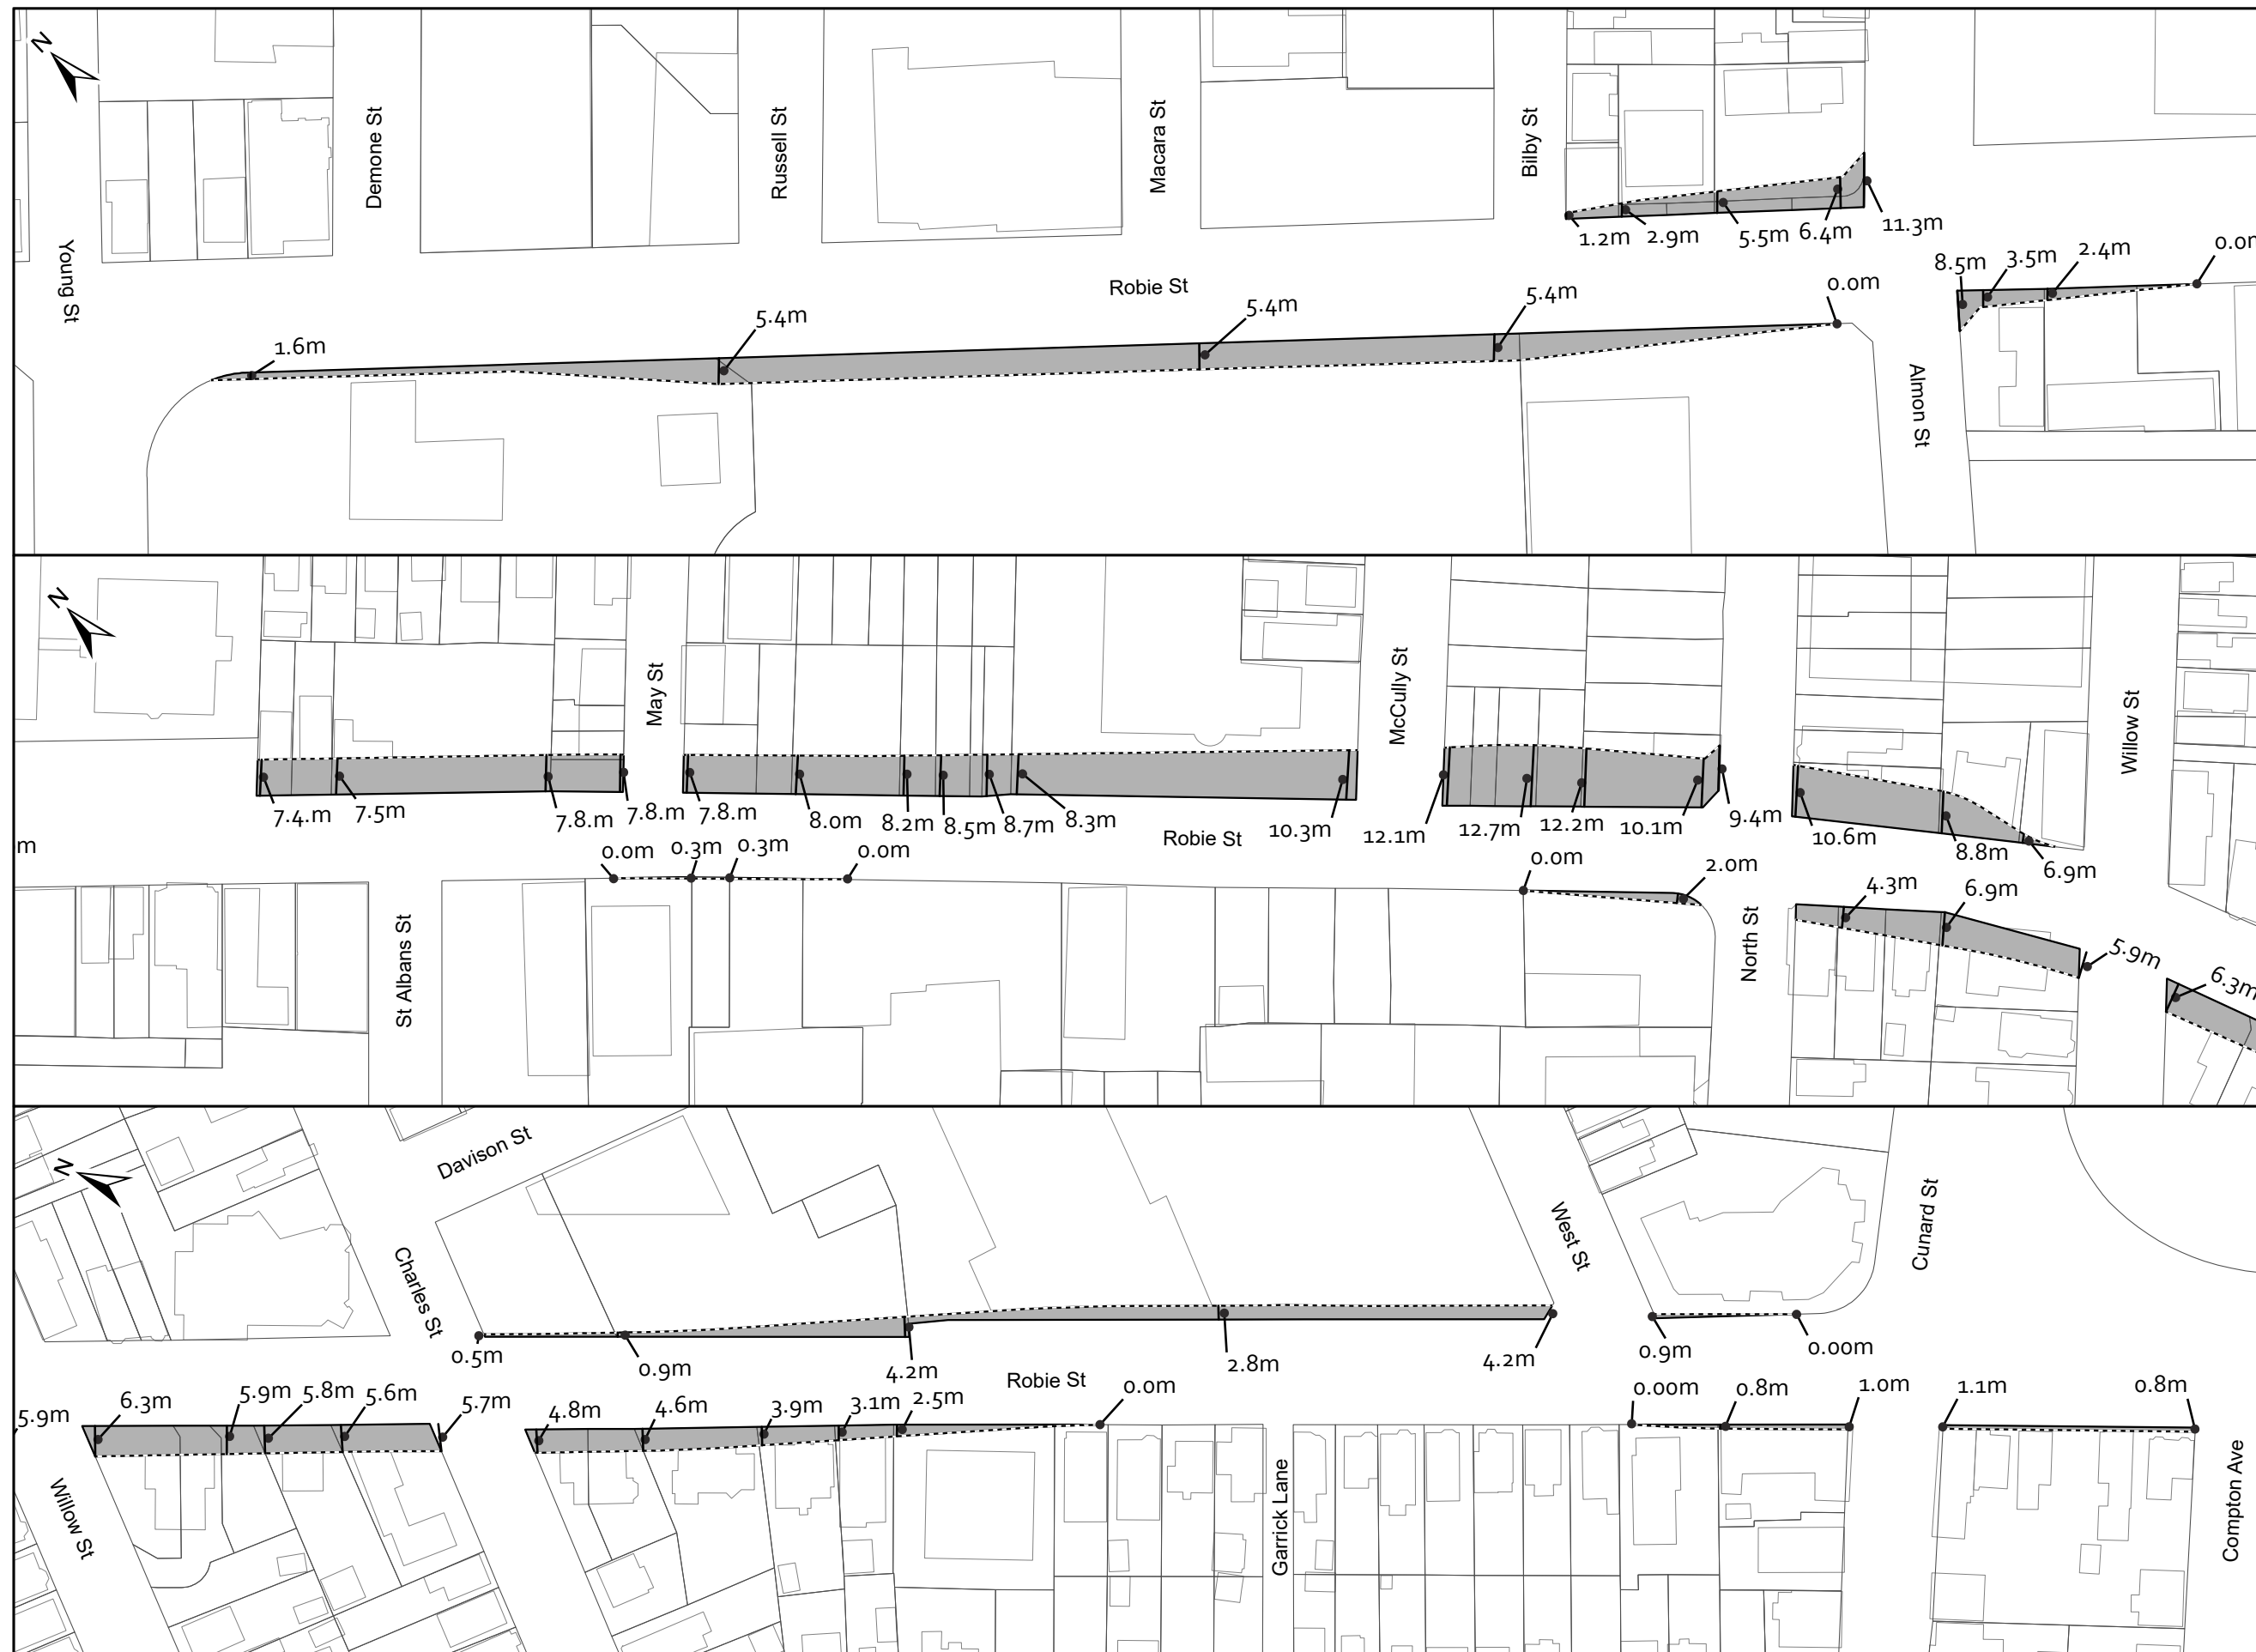 N
Young St
Demone St
Russell St
Macara St
Bilby St
1.2m
2.9m
5.5m
6.4m
11.3m
Robie St
8.5m
3.5m
2.4m
0.0m
1.6m
5.4m
5.4m
5.4m
0.0m
Almon St
N
May St
McCully St
Willow St
7.4.m
7.5m
7.8.m
7.8.m
7.8.m
8.0m
8.2m
8.5m
8.7m
8.3m
10.3m
12.1m
12.7m
12.2m
10.1m
9.4m
10.6m
8.8m
6.9m
Robie St
m
0.0m
0.3m
0.3m
0.0m
0.0m
2.0m
4.3m
6.9m
5.9m
6.3m
St Albans St
North St
N
Davison St
Charles St
West St
Cunard St
0.5m
0.9m
4.2m
2.8m
4.2m
0.9m
0.00m
Robie St
5.9m
6.3m
5.9m
5.8m
5.6m
5.7m
4.8m
4.6m
3.9m
3.1m
2.5m
0.0m
0.00m
0.8m
1.0m
1.1m
0.8m
Willow St
Garrick Lane
Compton Ave